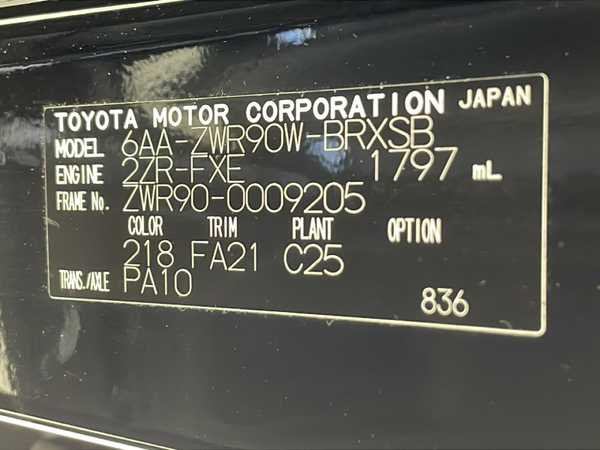 TOYOTA MOTOR CORPORATION JAPAN
MODEL 6AA-ZWR90W-BRXSB
ENGINE 2ZR-FXE 1797 mL
FRAME No. ZWR90-0009205
COLOR TRIM PLANT OPTION
218 FA21 C25
TRANS./AXLE PA10
836